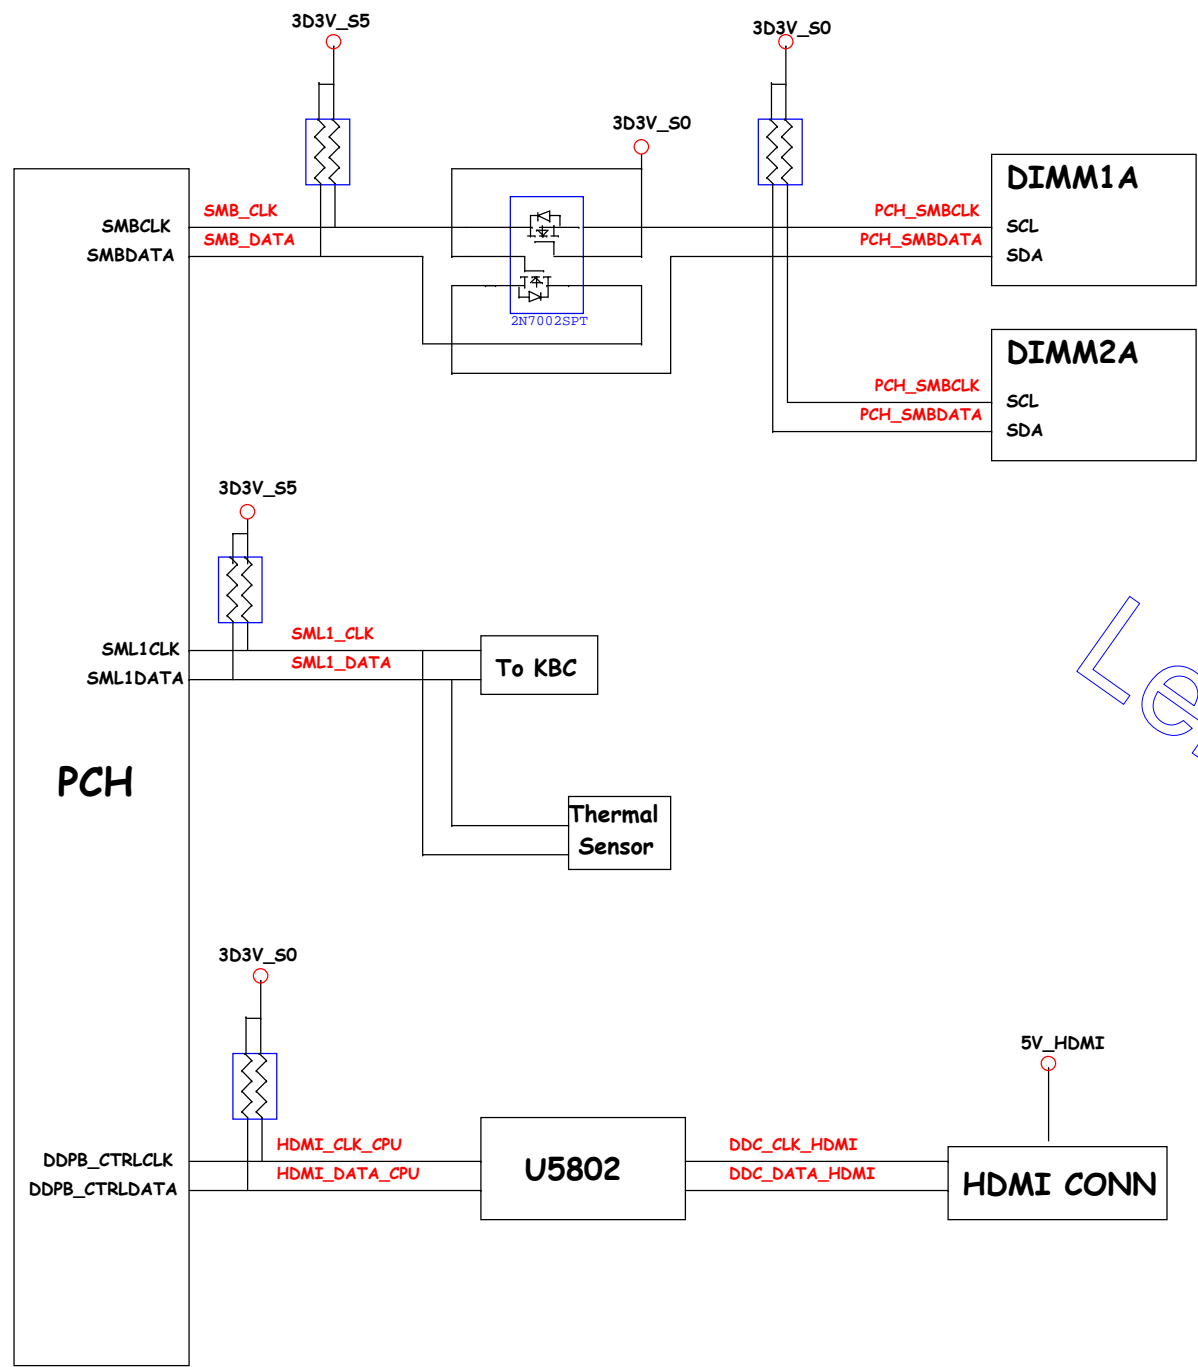 3D3V_S5
3D3V_S0
3D3V_S0
DIMM1A
SMB_CLK
PCH_SMBCLK
SMBCLK
SCL
SMB_DATA
PCH_SMBDATA
SMBDATA
SDA
2N7002SPT
DIMM2A
PCH_SMBCLK
SCL
PCH_SMBDATA
SDA
3D3V_S5
SML1_CLK
SML1CLK
SML1_DATA
To KBC
SML1DATA
PCH
Thermal
Sensor
3D3V_S0
5V_HDMI
HDMI_CLK_CPU
DDC_CLK_HDMI
DDPB_CTRLCLK
HDMI_DATA_CPU
U5802
DDC_DATA_HDMI
DDPB_CTRLDATA
HDMI CONN